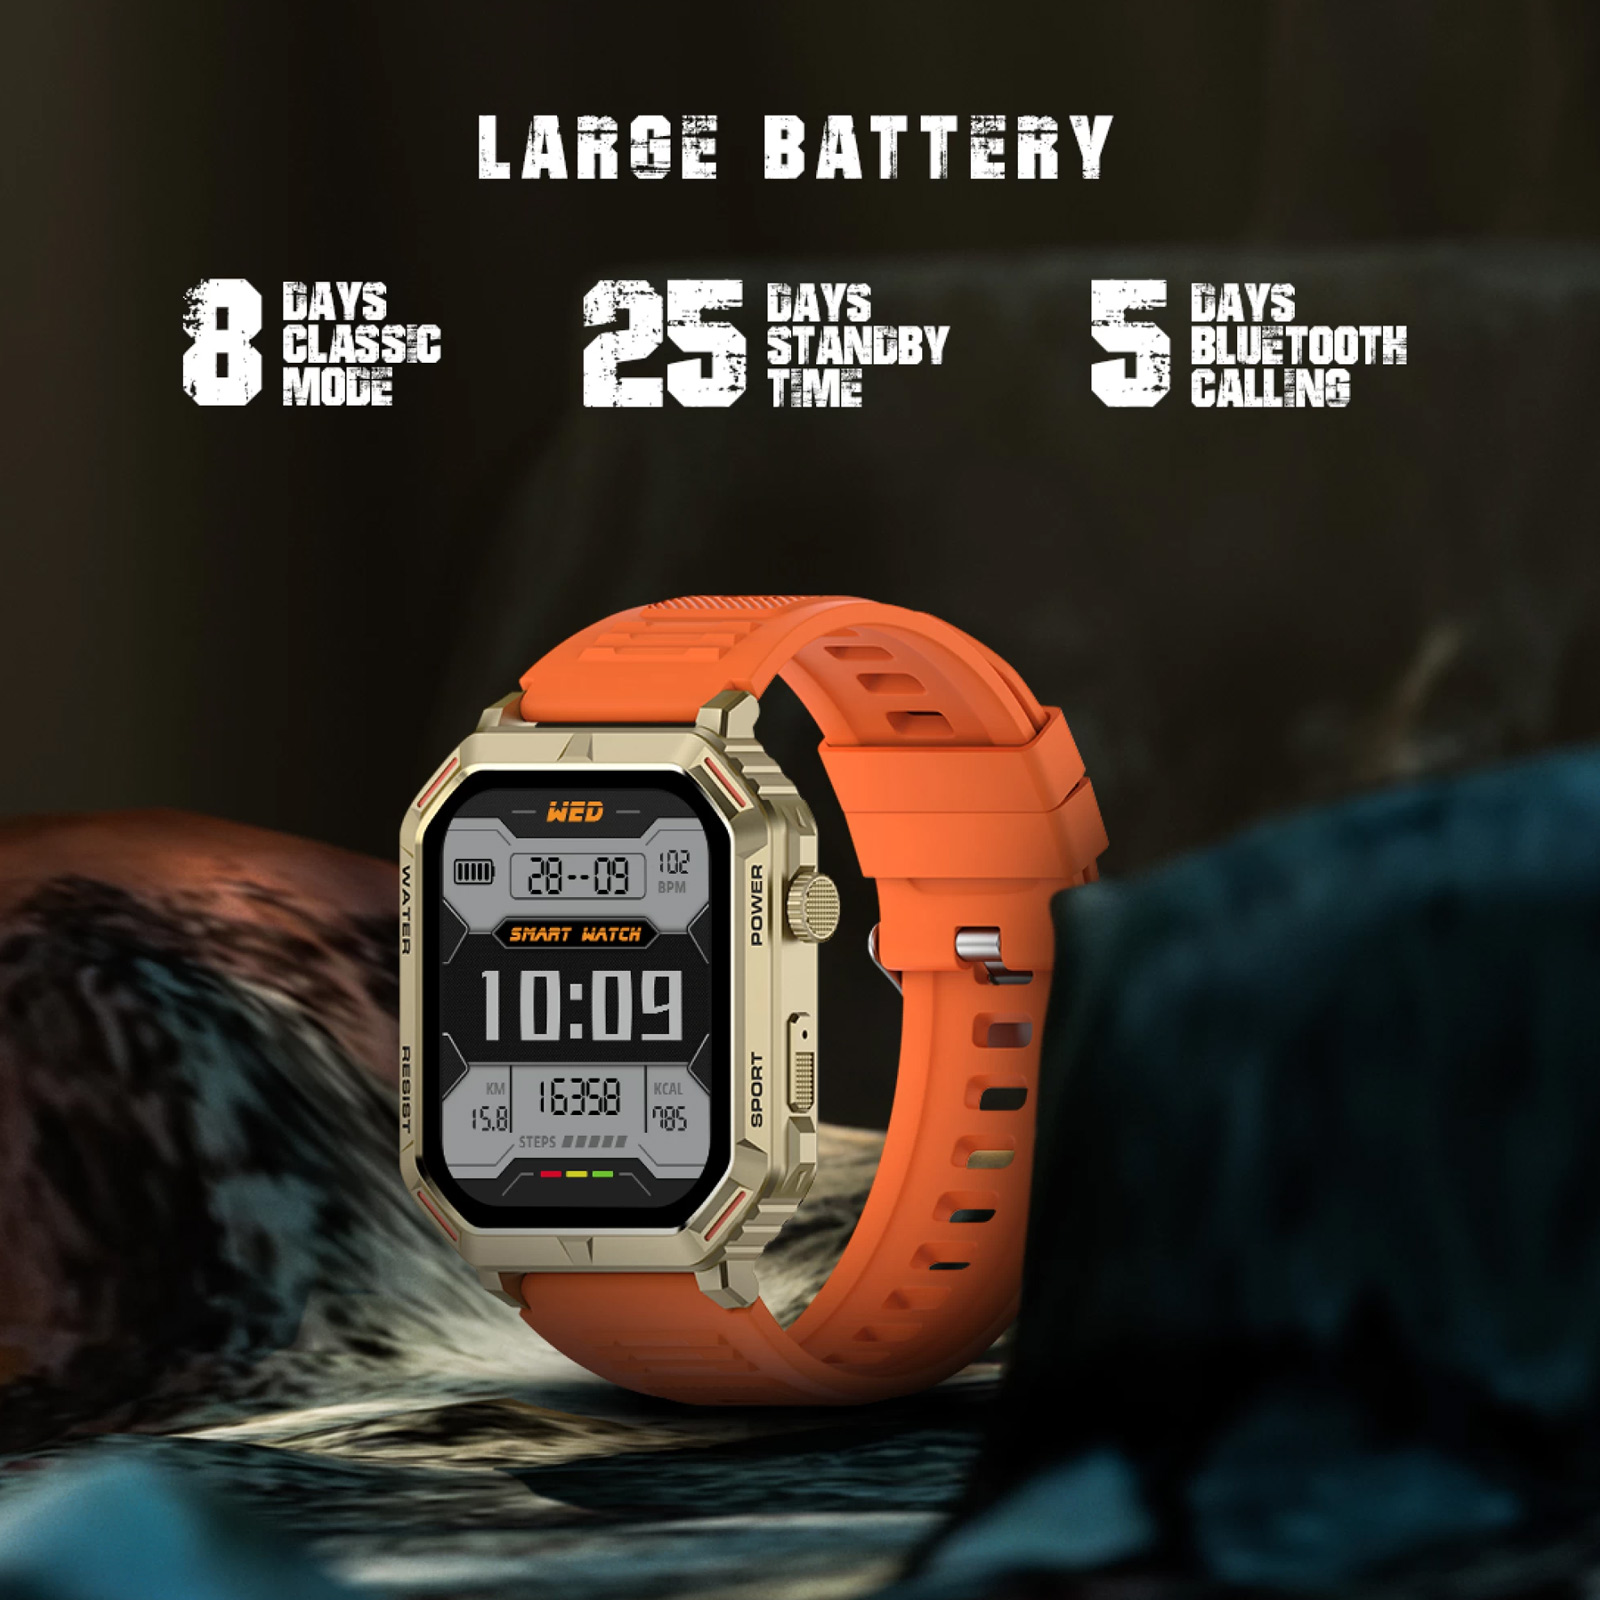 LARGE BATTERY
8 DAYS
CLASSIC
MODE
25 DAYS
STANDBY
TIME
5 DAYS
BLUETOOTH
CALLING
WED
28--09
102
BPM
SMART WATCH
10:09
KM
15.8
16358
STEPS
KCAL
785
WATER
RESIST
POWER
SPORT